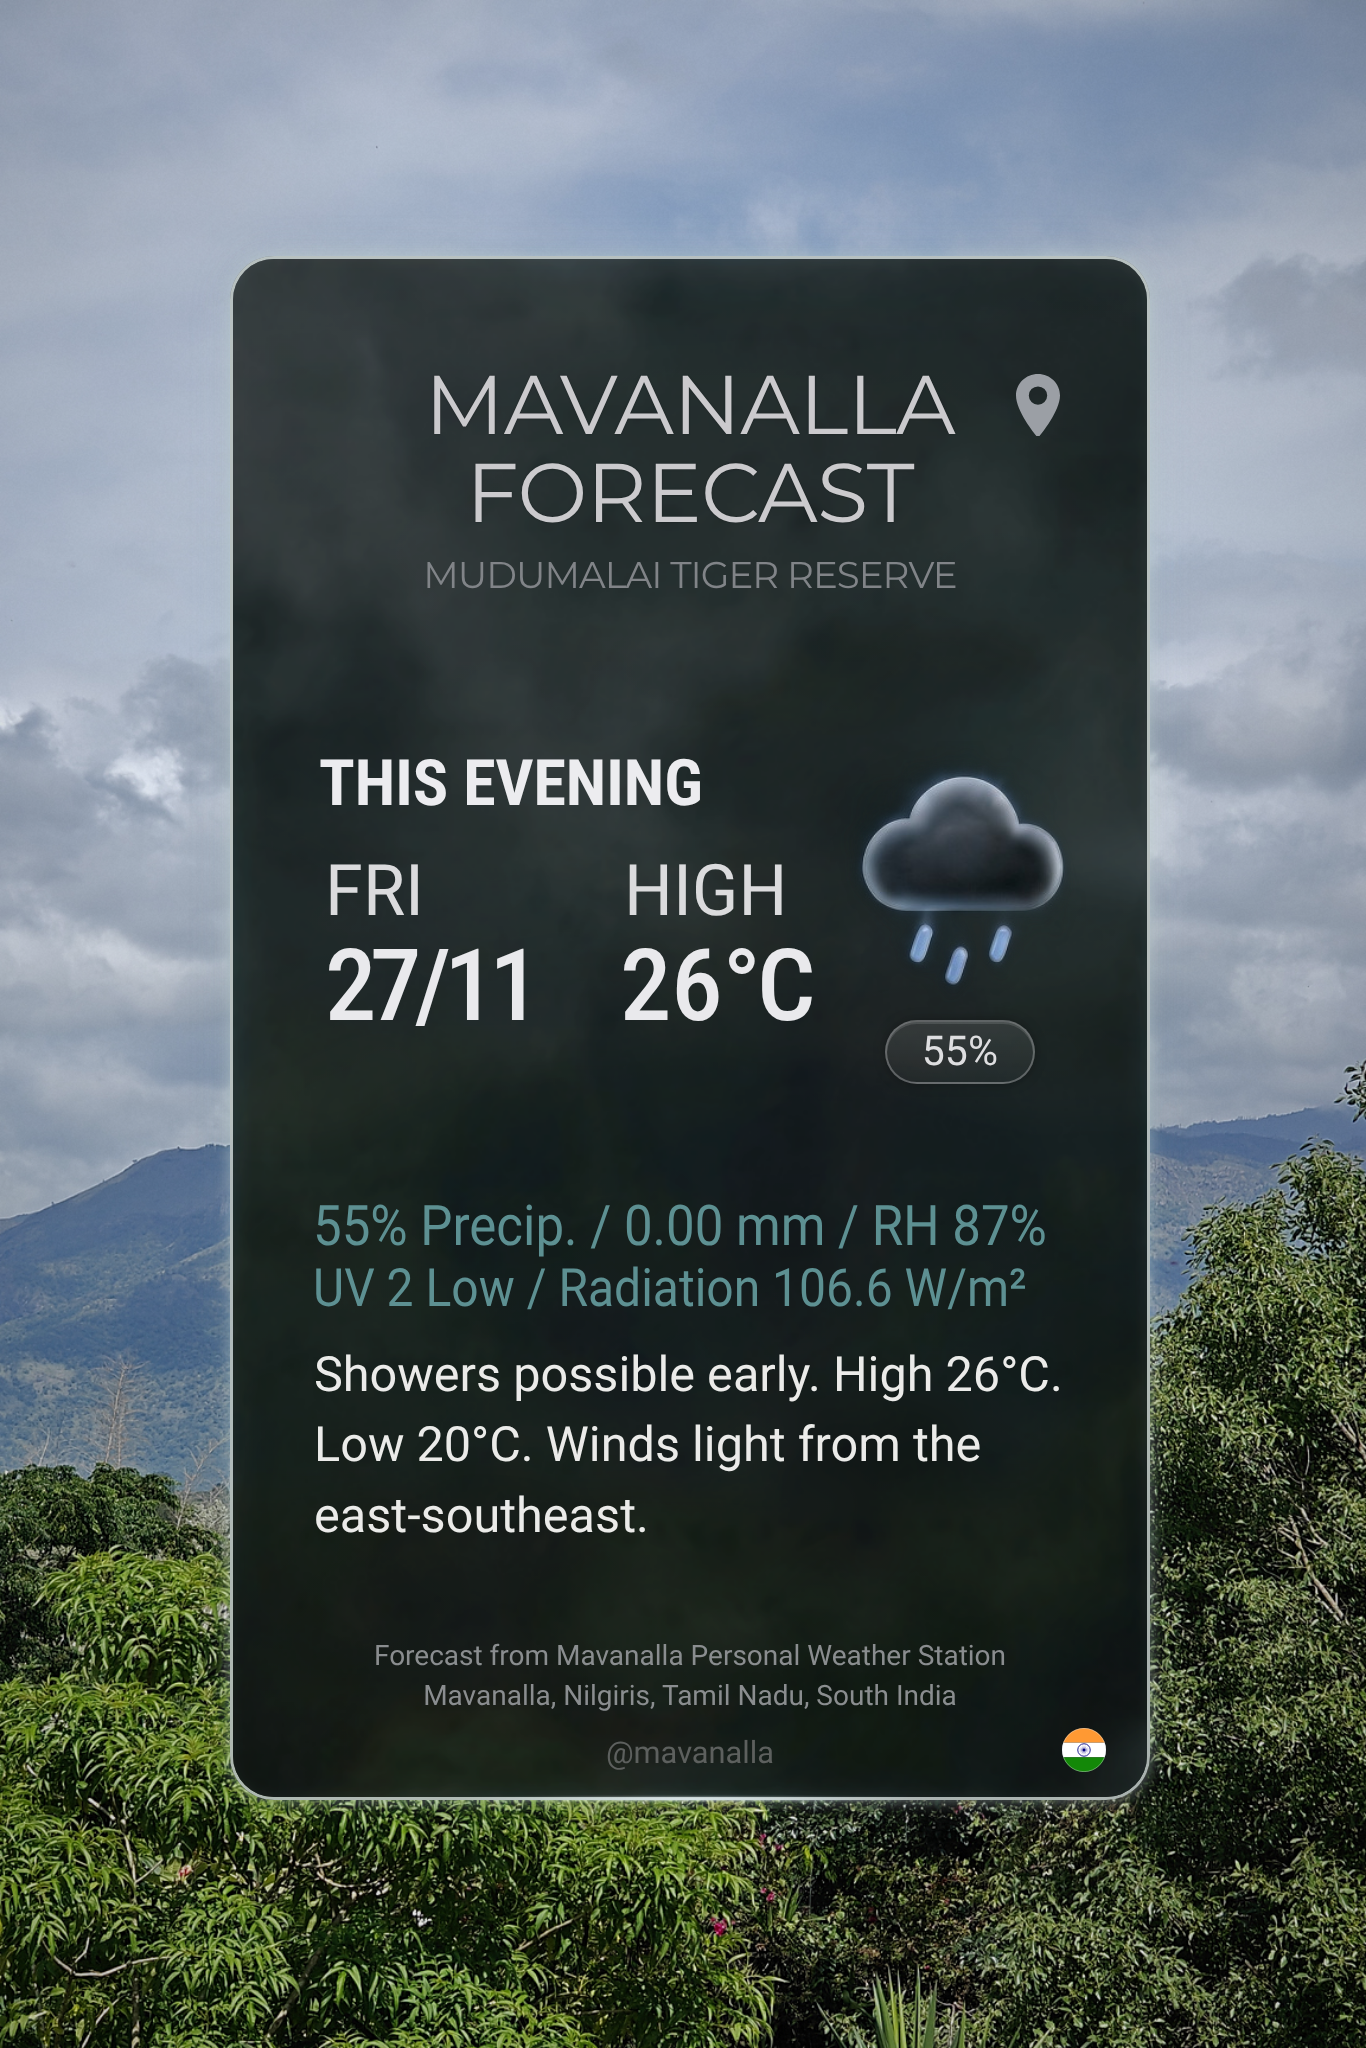 MAVANALLA
FORECAST
MUDUMALAI TIGER RESERVE
THIS EVENING
FRI
27/11
HIGH
26°C
55%
55% Precip. / 0.00 mm / RH 87%
UV 2 Low / Radiation 106.6 W/m²
Showers possible early. High 26°C.
Low 20°C. Winds light from the
east-southeast.
Forecast from Mavanalla Personal Weather Station
Mavanalla, Nilgiris, Tamil Nadu, South India
@mavanalla